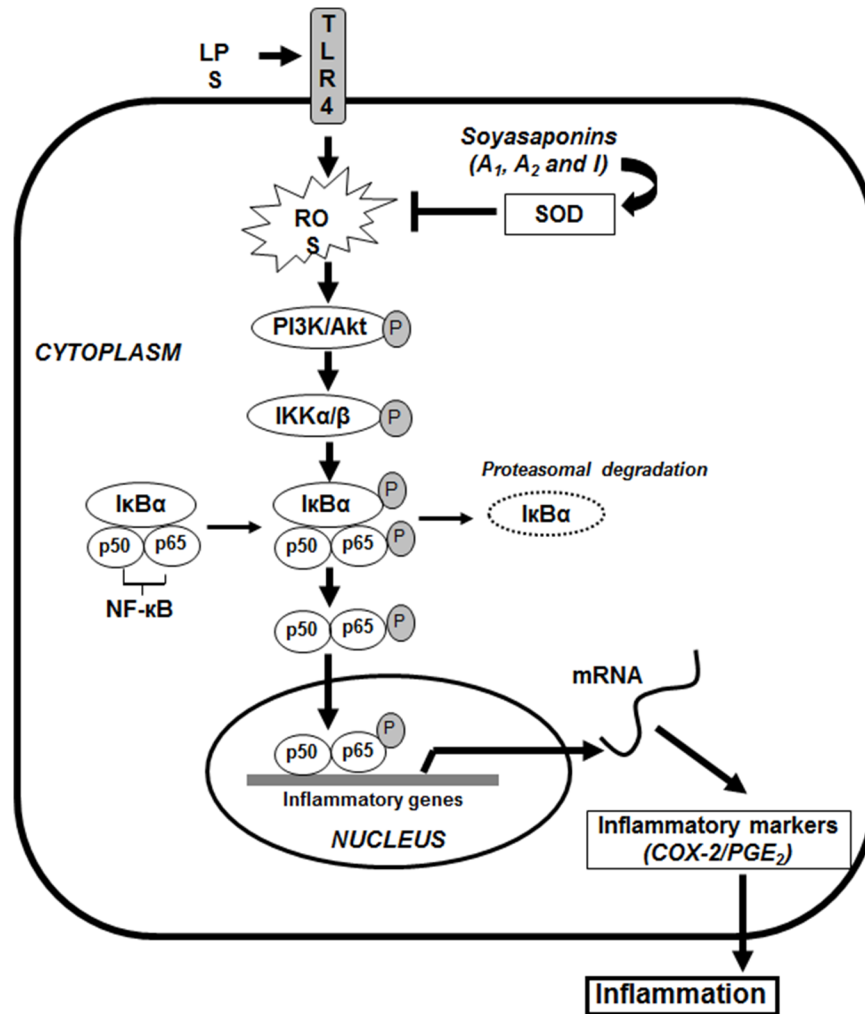 T
L
R
4
LP
S
Soyasaponins
(A₁, A₂ and I)
SOD
RO
S
PI3K/Akt
P
CYTOPLASM
IKKα/β
P
Proteasomal degradation
P
IκBα
IκBα
IκBα
p50
p65
p50
p65
P
NF-κB
p50
p65
P
mRNA
P
p50
p65
Inflammatory genes
NUCLEUS
Inflammatory markers
(COX-2/PGE₂)
Inflammation